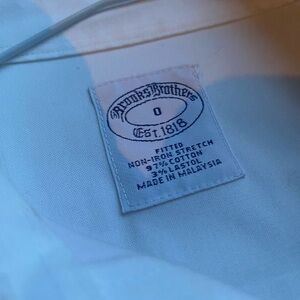 Brooks Brothers
0
Est. 1818
FITTED
NON-IRON STRETCH
97% COTTON
3% LASTOL
MADE IN MALAYSIA